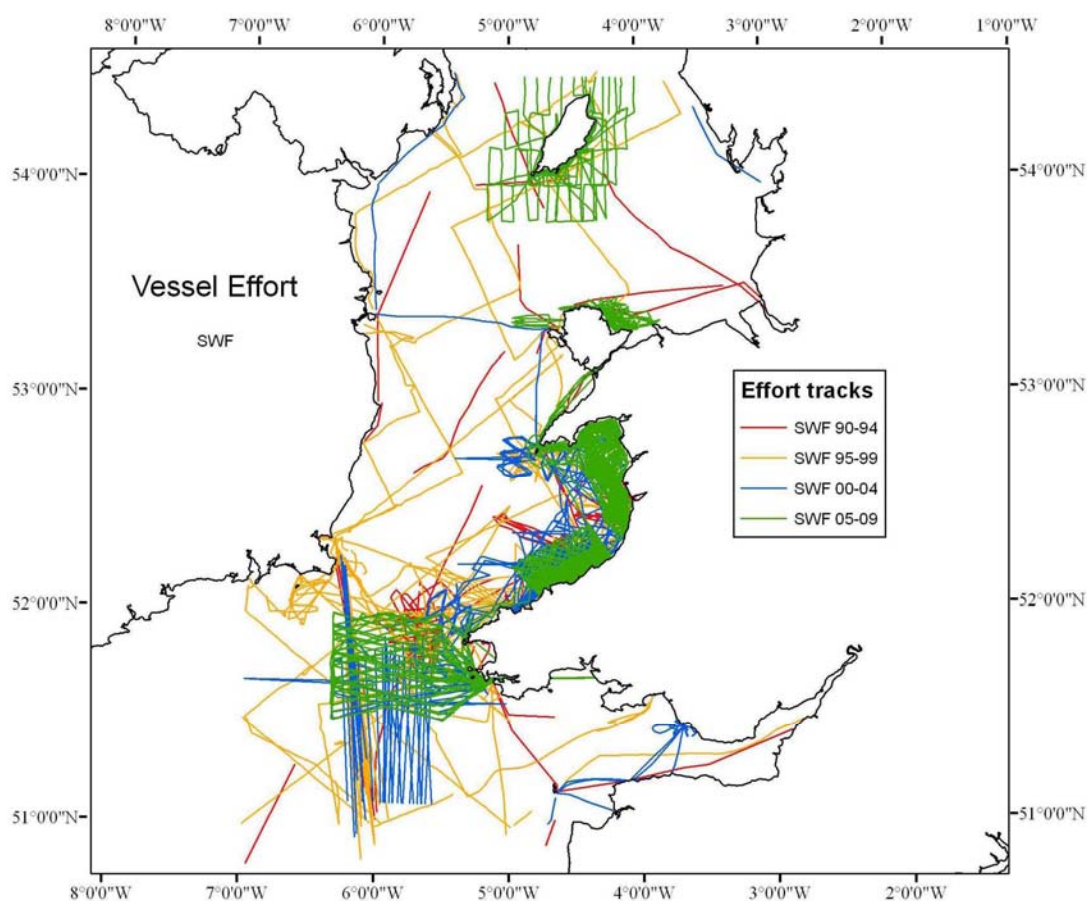 8°0'0"W 7°0'0"W 6°0'0"W 5°0'0"W 4°0'0"W 3°0'0"W 2°0'0"W 1°0'0"W
54°0'0"N 54°0'0"N
Vessel Effort
SWF
53°0'0"N 53°0'0"N
Effort tracks
SWF 90-94
SWF 95-99
SWF 00-04
SWF 05-09
52°0'0"N 52°0'0"N
51°0'0"N 51°0'0"N
8°0'0"W 7°0'0"W 6°0'0"W 5°0'0"W 4°0'0"W 3°0'0"W 2°0'0"W